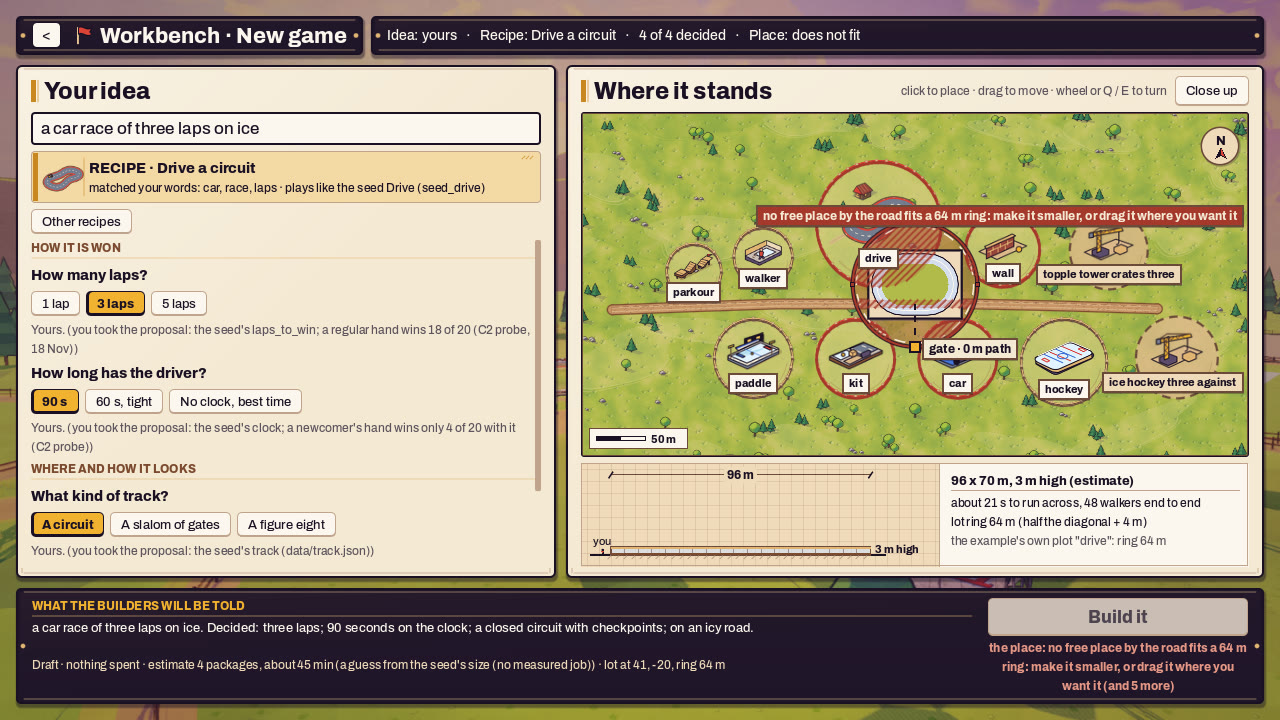 <
Workbench · New game
Idea: yours · Recipe: Drive a circuit · 4 of 4 decided · Place: does not fit
Your idea
a car race of three laps on ice
RECIPE · Drive a circuit
matched your words: car, race, laps · plays like the seed Drive (seed_drive)
Other recipes
HOW IT IS WON
How many laps?
1 lap
3 laps
5 laps
Yours. (you took the proposal: the seed's laps_to_win; a regular hand wins 18 of 20 (C2 probe,
18 Nov))
How long has the driver?
90 s
60 s, tight
No clock, best time
Yours. (you took the proposal: the seed's clock; a newcomer's hand wins only 4 of 20 with it
(C2 probe))
WHERE AND HOW IT LOOKS
What kind of track?
A circuit
A slalom of gates
A figure eight
Yours. (you took the proposal: the seed's track (data/track.json))
Where it stands
click to place · drag to move · wheel or Q / E to turn
Close up
N
no free place by the road fits a 64 m ring: make it smaller, or drag it where you want it
drive
walker
parkour
wall
topple tower crates three
gate · 0 m path
paddle
kit
car
hockey
ice hockey three against
50 m
96 m
you
3 m high
96 x 70 m, 3 m high (estimate)
about 21 s to run across, 48 walkers end to end
lot ring 64 m (half the diagonal + 4 m)
the example's own plot "drive": ring 64 m
WHAT THE BUILDERS WILL BE TOLD
a car race of three laps on ice. Decided: three laps; 90 seconds on the clock; a closed circuit with checkpoints; on an icy road.
Draft · nothing spent · estimate 4 packages, about 45 min (a guess from the seed's size (no measured job)) · lot at 41, -20, ring 64 m
Build it
the place: no free place by the road fits a 64 m
ring: make it smaller, or drag it where you
want it (and 5 more)